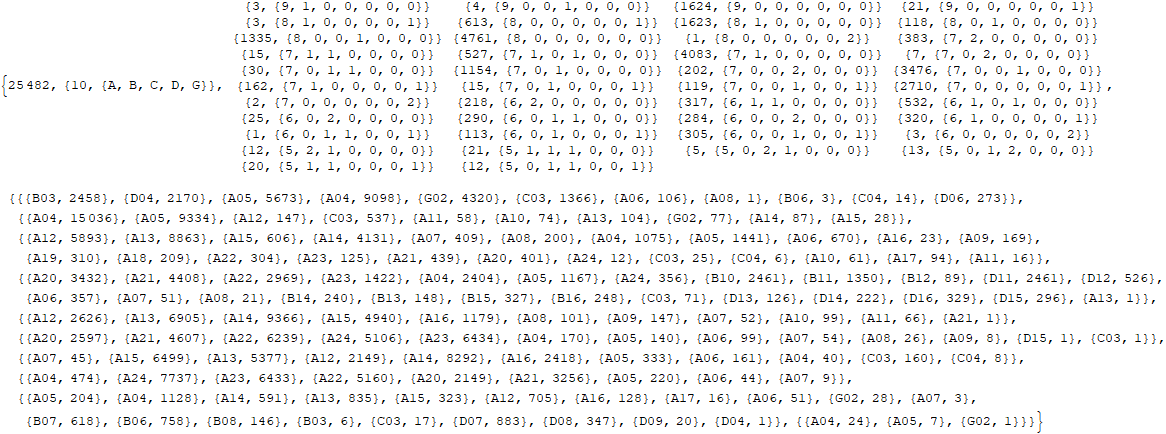 {3, {9, 1, 0, 0, 0, 0, 0}} {4, {9, 0, 0, 1, 0, 0, 0}} {1624, {9, 0, 0, 0, 0, 0, 0}} {21, {9, 0, 0, 0, 0, 0, 1}}
{3, {8, 1, 0, 0, 0, 0, 1}} {613, {8, 0, 0, 0, 0, 0, 1}} {1623, {8, 1, 0, 0, 0, 0, 0}} {118, {8, 0, 1, 0, 0, 0, 0}}
{1335, {8, 0, 0, 1, 0, 0, 0}} {4761, {8, 0, 0, 0, 0, 0, 0}} {1, {8, 0, 0, 0, 0, 0, 2}} {383, {7, 2, 0, 0, 0, 0, 0}}
{15, {7, 1, 1, 0, 0, 0, 0}} {527, {7, 1, 0, 1, 0, 0, 0}} {4083, {7, 1, 0, 0, 0, 0, 0}} {7, {7, 0, 2, 0, 0, 0, 0}}
{30, {7, 0, 1, 1, 0, 0, 0}} {1154, {7, 0, 1, 0, 0, 0, 0}} {202, {7, 0, 0, 2, 0, 0, 0}} {3476, {7, 0, 0, 1, 0, 0, 0}}
{25482, {10, {A, B, C, D, G}}, {162, {7, 1, 0, 0, 0, 0, 1}} {15, {7, 0, 1, 0, 0, 0, 1}} {119, {7, 0, 0, 1, 0, 0, 1}} {2710, {7, 0, 0, 0, 0, 0, 1}} ,
{2, {7, 0, 0, 0, 0, 0, 2}} {218, {6, 2, 0, 0, 0, 0, 0}} {317, {6, 1, 1, 0, 0, 0, 0}} {532, {6, 1, 0, 1, 0, 0, 0}}
{25, {6, 0, 2, 0, 0, 0, 0}} {290, {6, 0, 1, 1, 0, 0, 0}} {284, {6, 0, 0, 2, 0, 0, 0}} {320, {6, 1, 0, 0, 0, 0, 1}}
{1, {6, 0, 1, 1, 0, 0, 1}} {113, {6, 0, 1, 0, 0, 0, 1}} {305, {6, 0, 0, 1, 0, 0, 1}} {3, {6, 0, 0, 0, 0, 0, 2}}
{12, {5, 2, 1, 0, 0, 0, 0}} {21, {5, 1, 1, 1, 0, 0, 0}} {5, {5, 0, 2, 1, 0, 0, 0}} {13, {5, 0, 1, 2, 0, 0, 0}}
{20, {5, 1, 1, 0, 0, 0, 1}} {12, {5, 0, 1, 1, 0, 0, 1}}
{{{B03, 2458}, {D04, 2170}, {A05, 5673}, {A04, 9098}, {G02, 4320}, {C03, 1366}, {A06, 106}, {A08, 1}, {B06, 3}, {C04, 14}, {D06, 273}},
{{A04, 15036}, {A05, 9334}, {A12, 147}, {C03, 537}, {A11, 58}, {A10, 74}, {A13, 104}, {G02, 77}, {A14, 87}, {A15, 28}},
{{A12, 5893}, {A13, 8863}, {A15, 606}, {A14, 4131}, {A07, 409}, {A08, 200}, {A04, 1075}, {A05, 1441}, {A06, 670}, {A16, 23}, {A09, 169},
{A19, 310}, {A18, 209}, {A22, 304}, {A23, 125}, {A21, 439}, {A20, 401}, {A24, 12}, {C03, 25}, {C04, 6}, {A10, 61}, {A17, 94}, {A11, 16}},
{{A20, 3432}, {A21, 4408}, {A22, 2969}, {A23, 1422}, {A04, 2404}, {A05, 1167}, {A24, 356}, {B10, 2461}, {B11, 1350}, {B12, 89}, {D11, 2461}, {D12, 526},
{A06, 357}, {A07, 51}, {A08, 21}, {B14, 240}, {B13, 148}, {B15, 327}, {B16, 248}, {C03, 71}, {D13, 126}, {D14, 222}, {D16, 329}, {D15, 296}, {A13, 1}},
{{A12, 2626}, {A13, 6905}, {A14, 9366}, {A15, 4940}, {A16, 1179}, {A08, 101}, {A09, 147}, {A07, 52}, {A10, 99}, {A11, 66}, {A21, 1}},
{{A20, 2597}, {A21, 4607}, {A22, 6239}, {A24, 5106}, {A23, 6434}, {A04, 170}, {A05, 140}, {A06, 99}, {A07, 54}, {A08, 26}, {A09, 8}, {D15, 1}, {C03, 1}},
{{A07, 45}, {A15, 6499}, {A13, 5377}, {A12, 2149}, {A14, 8292}, {A16, 2418}, {A05, 333}, {A06, 161}, {A04, 40}, {C03, 160}, {C04, 8}},
{{A04, 474}, {A24, 7737}, {A23, 6433}, {A22, 5160}, {A20, 2149}, {A21, 3256}, {A05, 220}, {A06, 44}, {A07, 9}},
{{A05, 204}, {A04, 1128}, {A14, 591}, {A13, 835}, {A15, 323}, {A12, 705}, {A16, 128}, {A17, 16}, {A06, 51}, {G02, 28}, {A07, 3},
{B07, 618}, {B06, 758}, {B08, 146}, {B03, 6}, {C03, 17}, {D07, 883}, {D08, 347}, {D09, 20}, {D04, 1}}, {{A04, 24}, {A05, 7}, {G02, 1}}}}